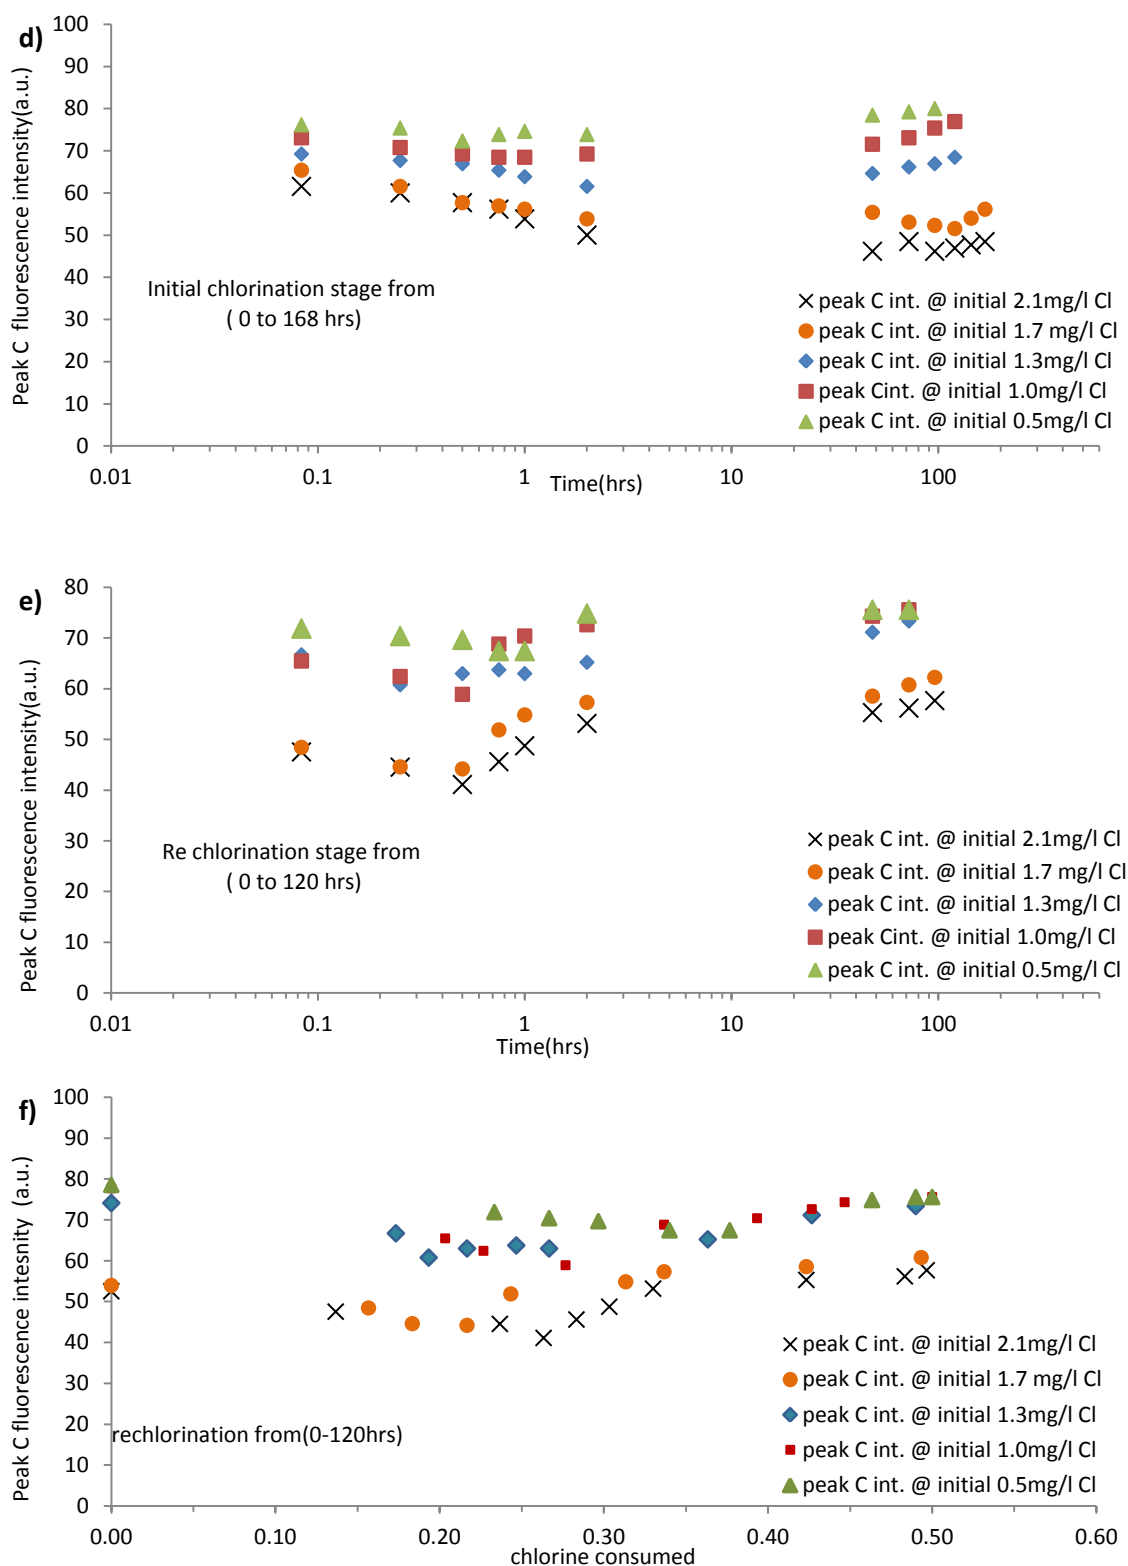 d)
100
90
80
70
60
50
40
30
20
10
0
Peak C fluorescence intensity(a.u.)
Initial chlorination stage from
( 0 to 168 hrs)
peak C int. @ initial 2.1mg/l Cl
peak C int. @ initial 1.7 mg/l Cl
peak C int. @ initial 1.3mg/l Cl
peak Cint. @ initial 1.0mg/l Cl
peak C int. @ initial 0.5mg/l Cl
0.01 0.1 1 10 100
Time(hrs)
e)
80
70
60
50
40
30
20
10
0
Peak C fluorescence intensity(a.u.)
Re chlorination stage from
( 0 to 120 hrs)
peak C int. @ initial 2.1mg/l Cl
peak C int. @ initial 1.7 mg/l Cl
peak C int. @ initial 1.3mg/l Cl
peak Cint. @ initial 1.0mg/l Cl
peak C int. @ initial 0.5mg/l Cl
0.01 0.1 1 10 100
Time(hrs)
f)
100
90
80
70
60
50
40
30
20
10
0
Peak C fluorescence intesnity (a.u.)
rechlorination from(0-120hrs)
peak C int. @ initial 2.1mg/l Cl
peak C int. @ initial 1.7 mg/l Cl
peak C int. @ initial 1.3mg/l Cl
peak C int. @ initial 1.0mg/l Cl
peak C int. @ initial 0.5mg/l Cl
0.00 0.10 0.20 0.30 0.40 0.50 0.60
chlorine consumed